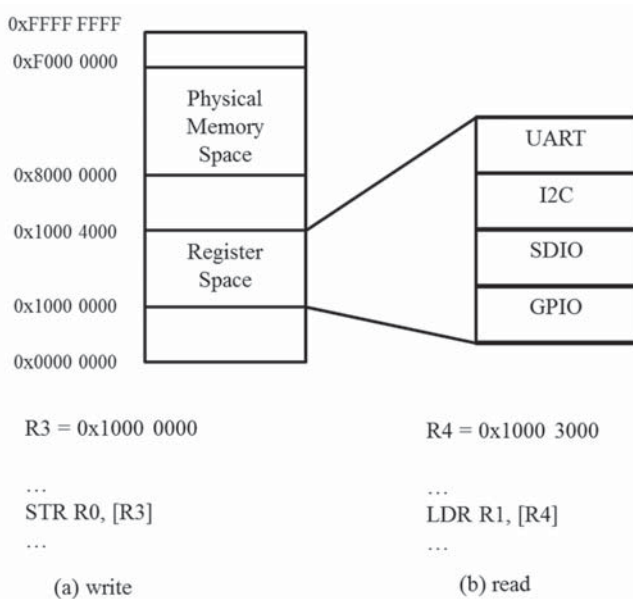 0xFFFF FFFF
0xF000 0000
Physical
Memory
Space
0x8000 0000
0x1000 4000
Register
Space
0x1000 0000
0x0000 0000
UART
I2C
SDIO
GPIO
R3 = 0x1000 0000
…
STR R0, [R3]
…
(a) write
R4 = 0x1000 3000
…
LDR R1, [R4]
…
(b) read